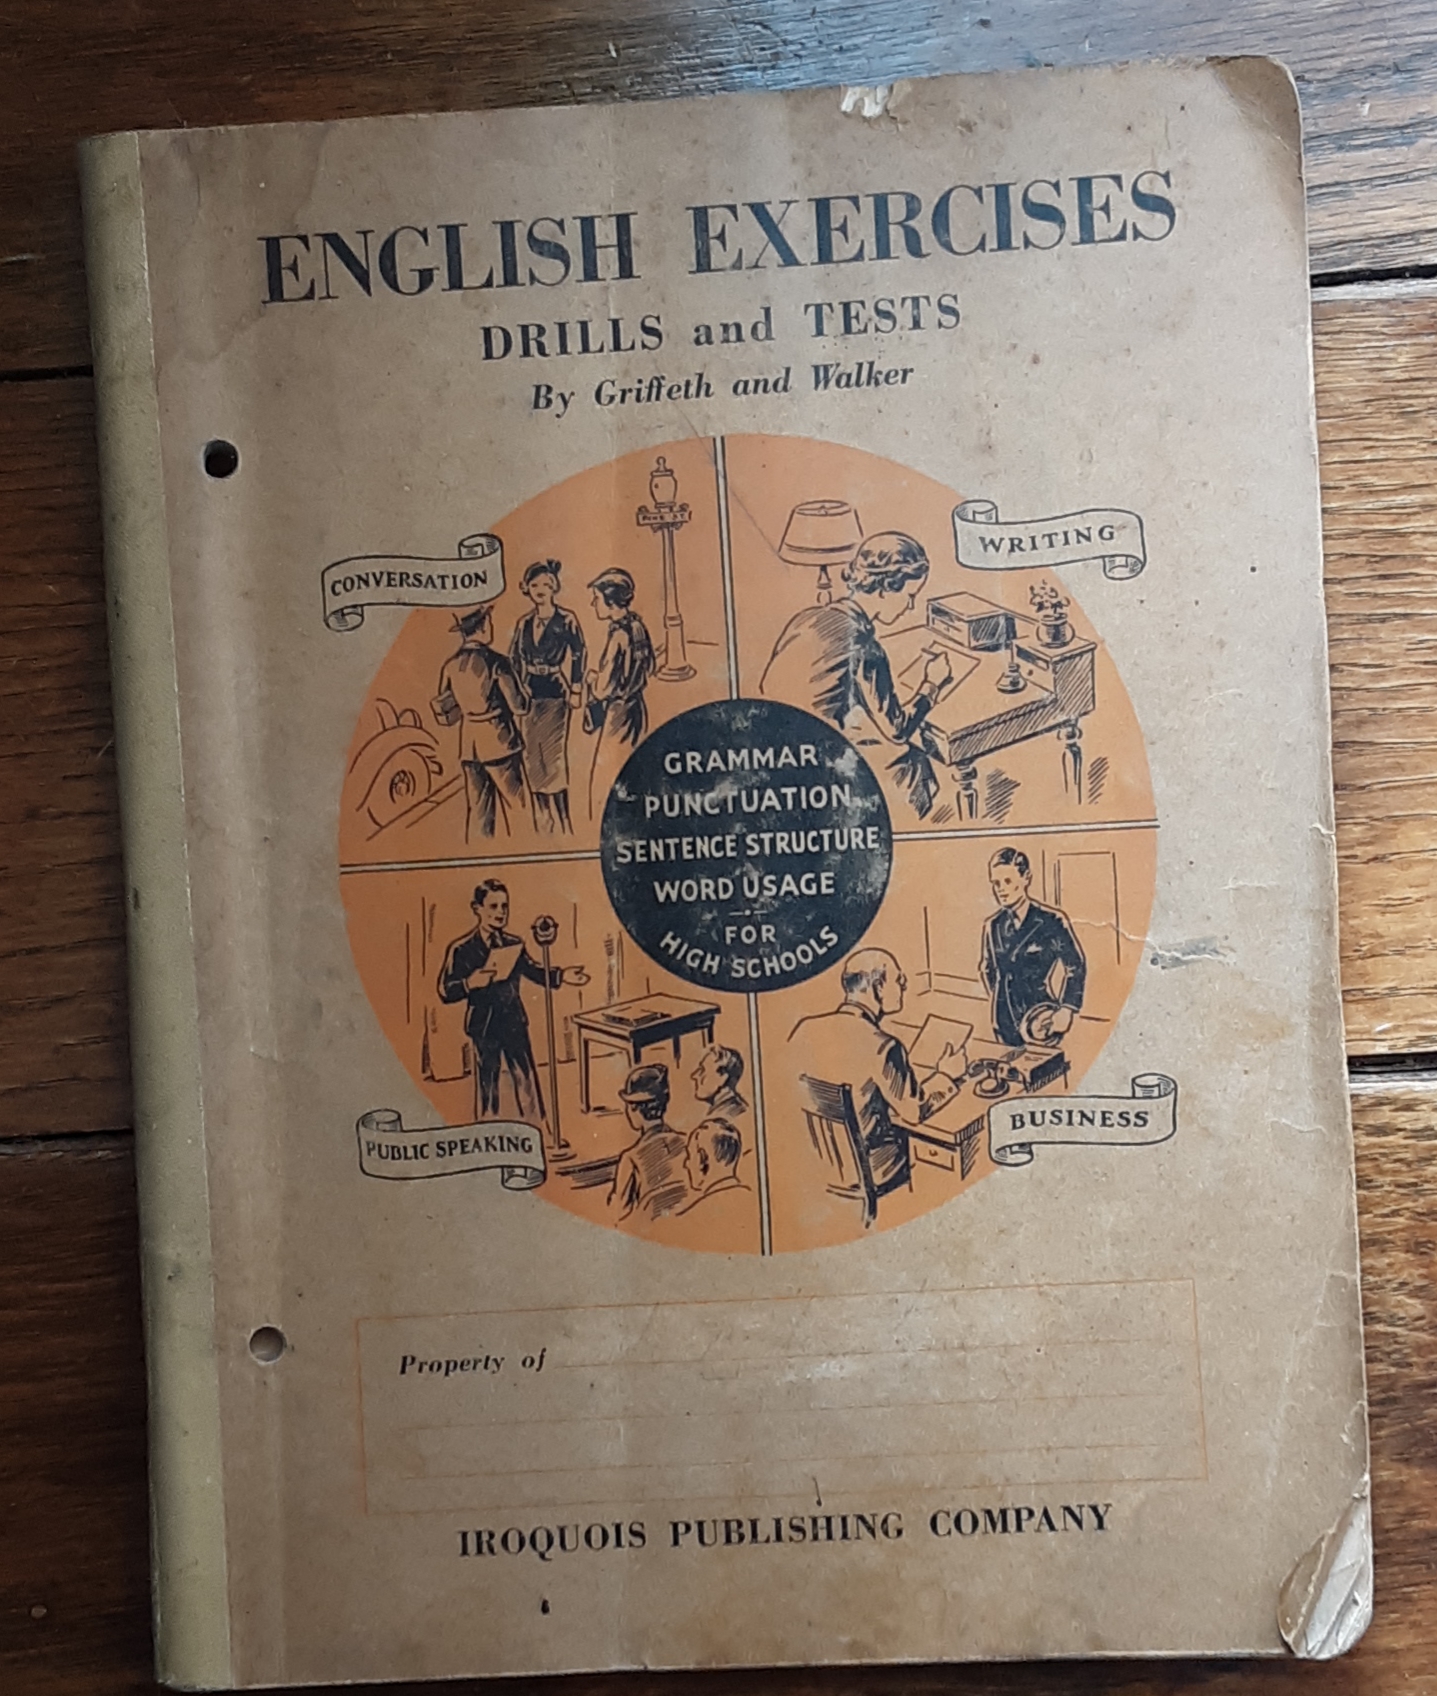 ENGLISH EXERCISES
DRILLS and TESTS
By Griffeth and Walker
CONVERSATION
WRITING
GRAMMAR
PUNCTUATION
SENTENCE STRUCTURE
WORD USAGE
FOR
HIGH SCHOOLS
PUBLIC SPEAKING
BUSINESS
Property of
IROQUOIS PUBLISHING COMPANY